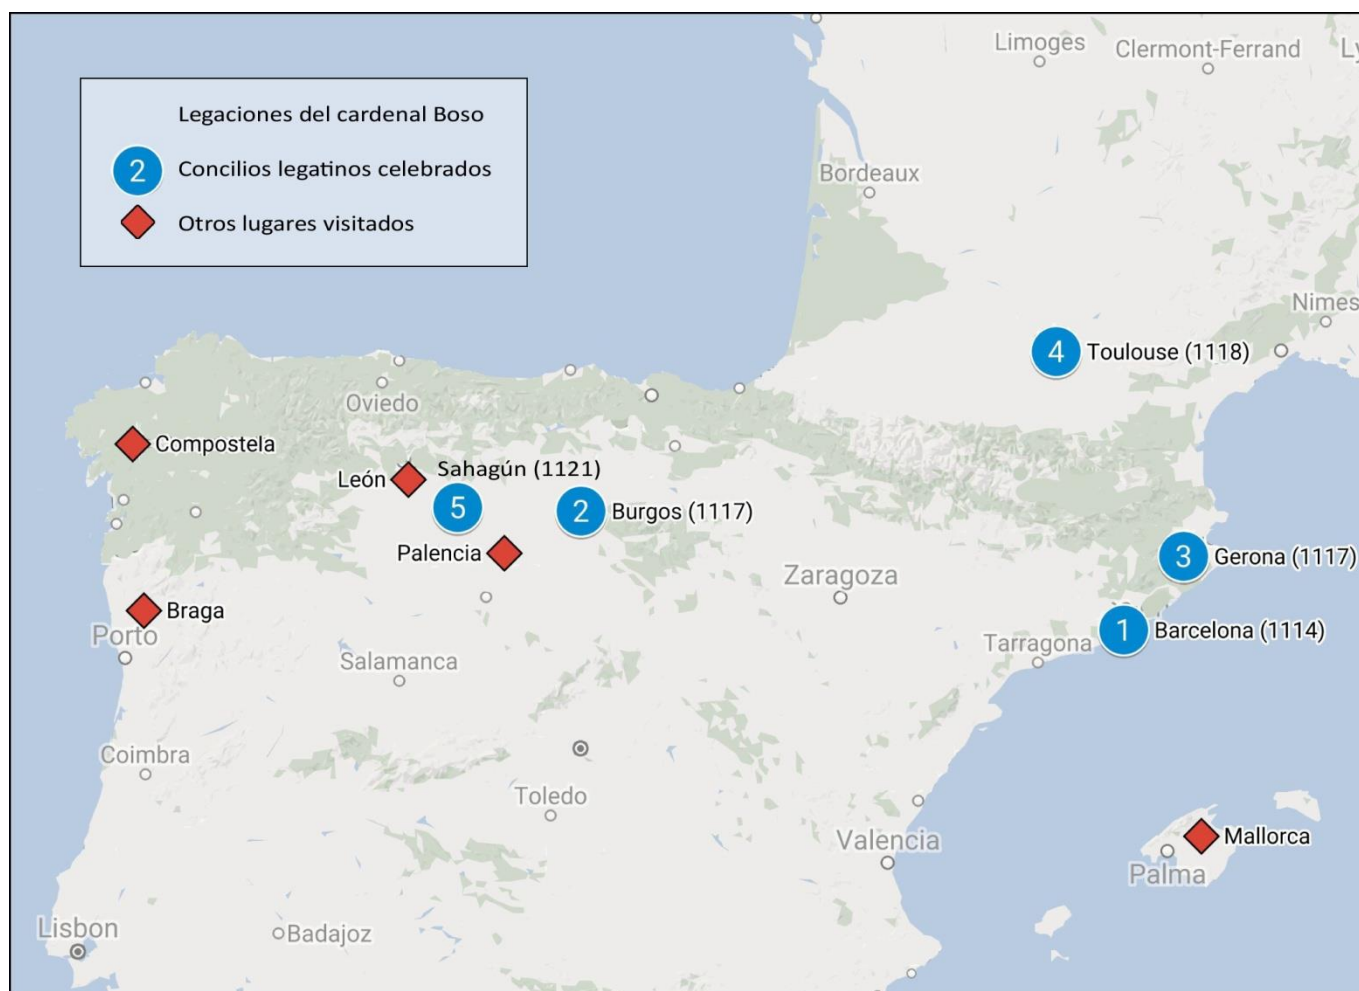 Limoges
Clermont-Ferrand
Ly
Legaciones del cardenal Boso
2
Concilios legatinos celebrados
Otros lugares visitados
Bordeaux
Nimes
4
Toulouse (1118)
Oviedo
Compostela
León
Sahagún (1121)
5
2
Burgos (1117)
Palencia
3
Gerona (1117)
Zaragoza
Braga
Porto
1
Barcelona (1114)
Tarragona
Salamanca
Coimbra
Toledo
Valencia
Mallorca
Palma
Lisbon
Badajoz